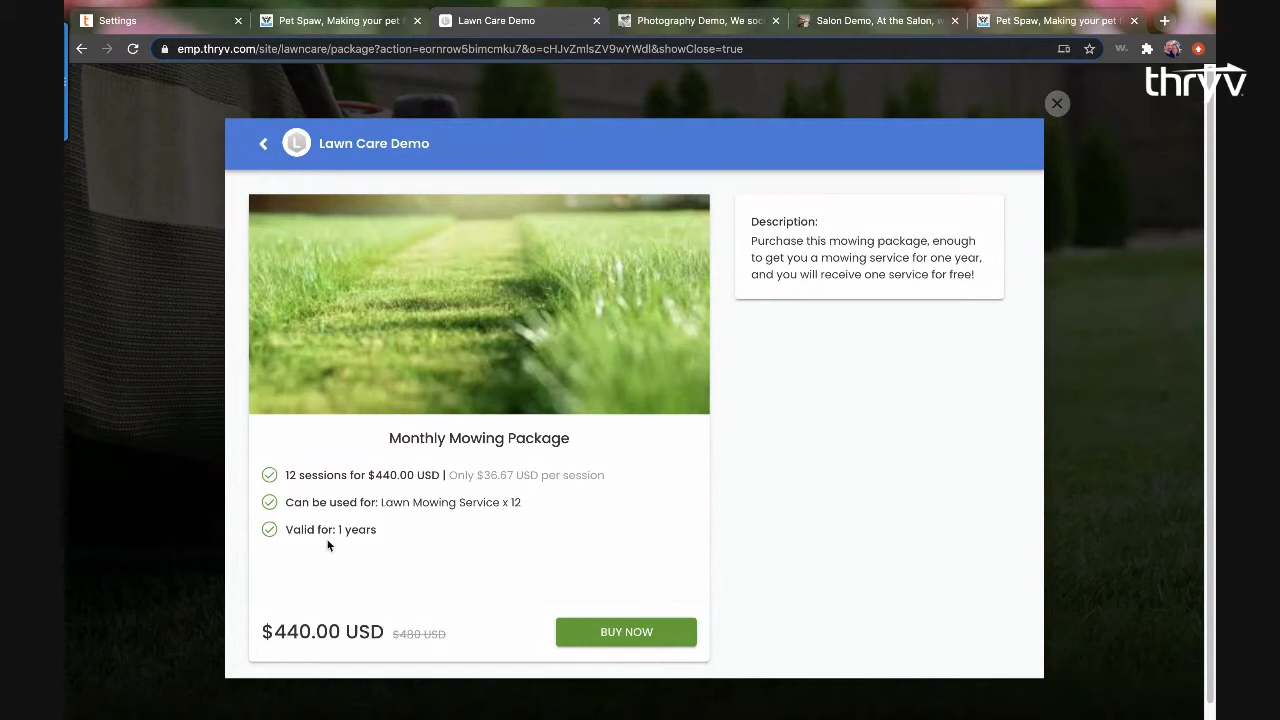 Settings
Pet Spaw, Making your pet f
Lawn Care Demo
Photography Demo, We soc
Salon Demo, At the Salon, w
Pet Spaw, Making your pet f
emp.thryv.com/site/lawncare/package?action=eornrow5bimcmku7&o=cHJvZmlsZV9wYWdl&showClose=true
thryv
L
Lawn Care Demo
Description:
Purchase this mowing package, enough
to get you a mowing service for one year,
and you will receive one service for free!
Monthly Mowing Package
12 sessions for $440.00 USD | Only $36.67 USD per session
Can be used for: Lawn Mowing Service x 12
Valid for: 1 years
$440.00 USD $480 USD
BUY NOW